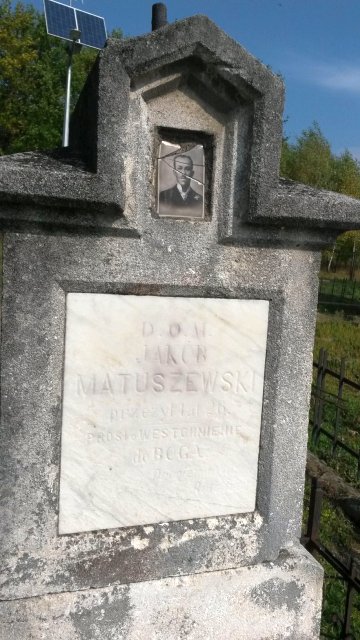 D.O.M.
JAKUB
MATUSZEWSKI
PROSI o WESTCHNIENIE
do BOGA